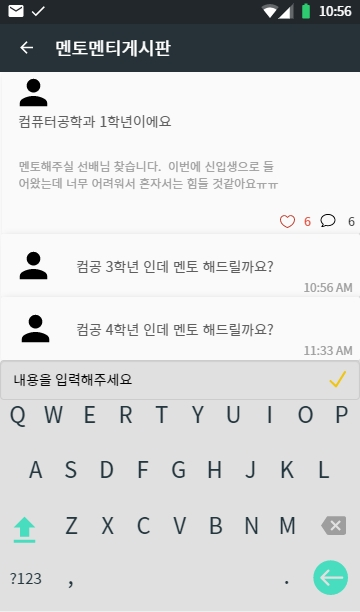 10:56
멘토멘티게시판
컴퓨터공학과 1학년이에요
멘토해주실 선배님 찾습니다. 이번에 신입생으로 들
어왔는데 너무 어려워서 혼자서는 힘들 것같아요ㅠㅠ
6 6
컴공 3학년 인데 멘토 해드릴까요?
10:56 AM
컴공 4학년 인데 멘토 해드릴까요?
11:33 AM
내용을 입력해주세요
Q W E R T Y U I O P
A S D F G H J K L
Z X C V B N M
?123 , .